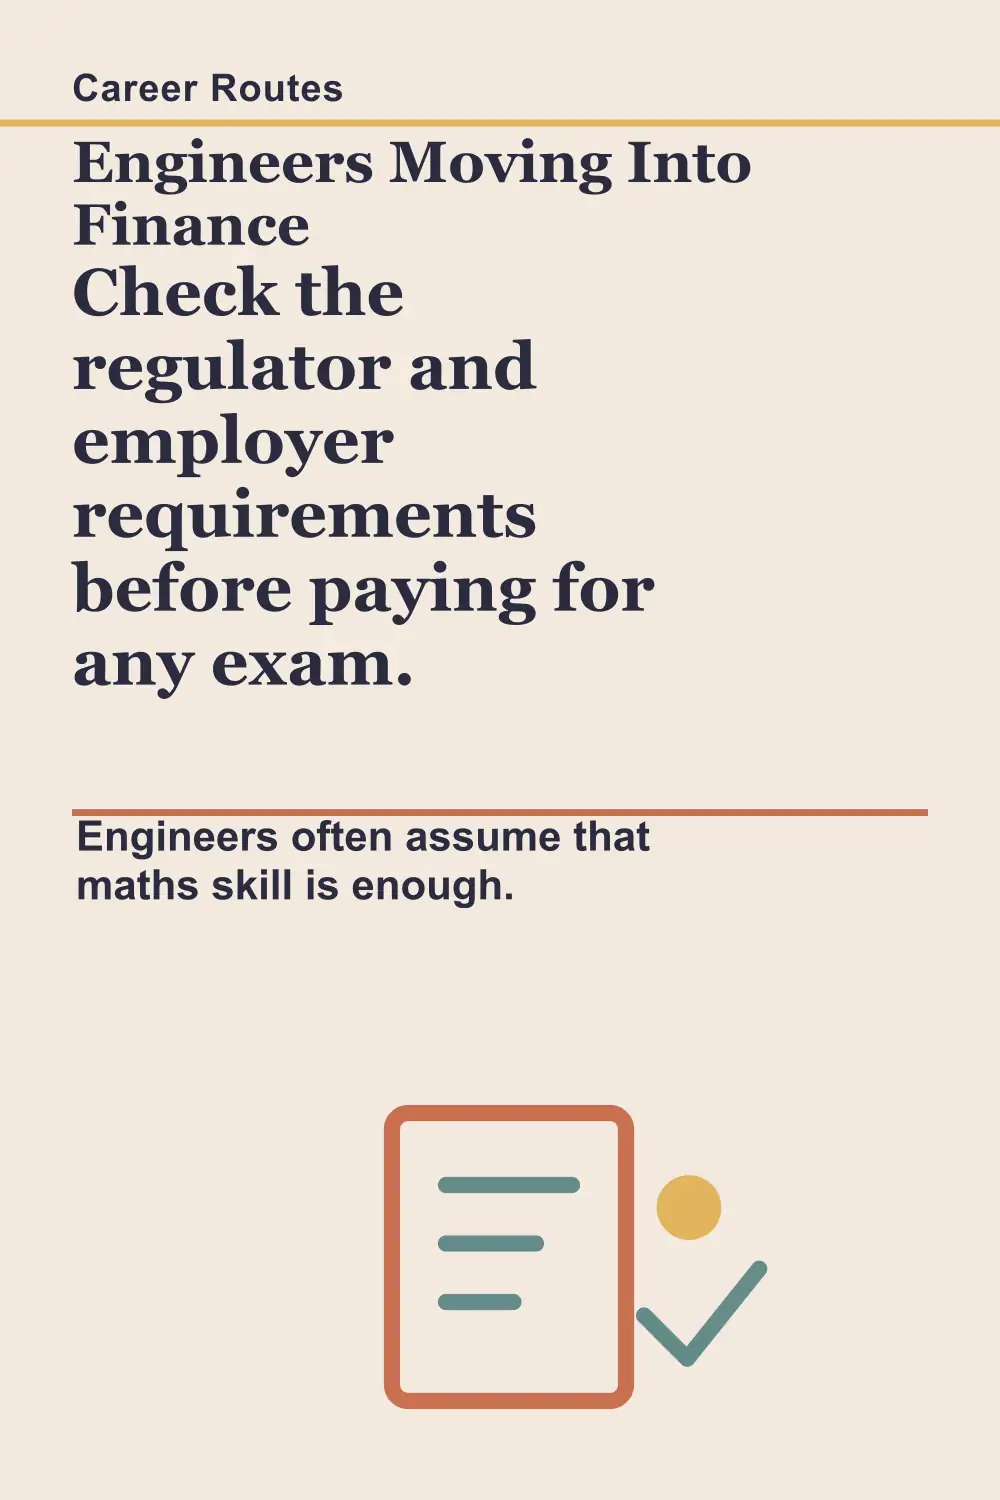 Career Routes
Engineers Moving Into
Finance
Check the
regulator and
employer
requirements
before paying for
any exam.
Engineers often assume that
maths skill is enough.